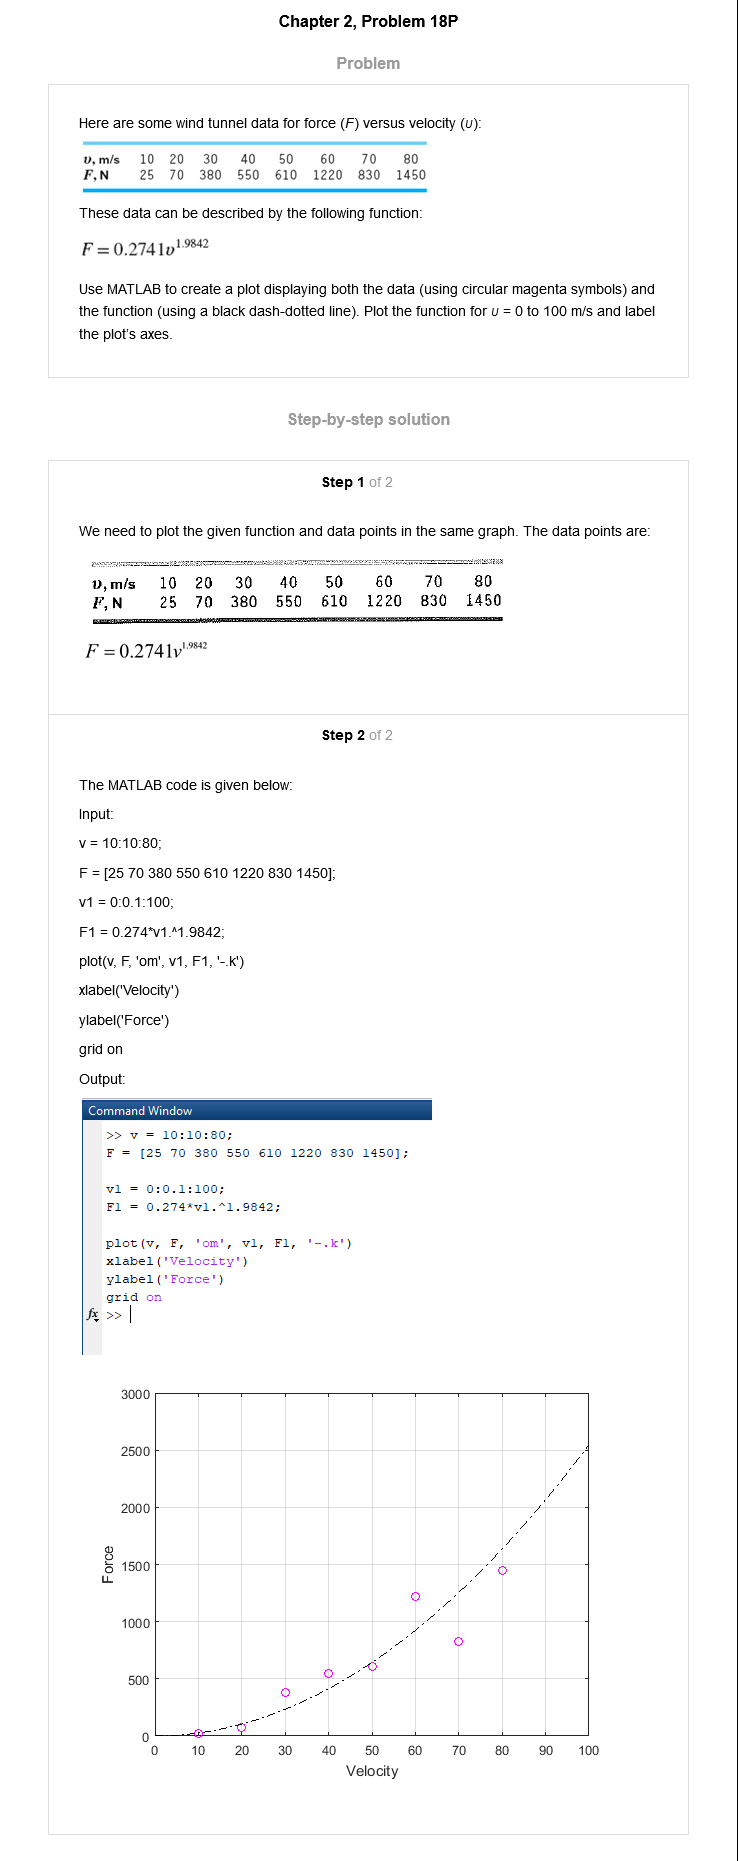 Chapter 2, Problem 18P
Problem
Here are some wind tunnel data for force (F) versus velocity (υ):
υ, m/s 10 20 30 40 50 60 70 80
F, N 25 70 380 550 610 1220 830 1450
These data can be described by the following function:
F = 0.2741υ^1.9842
Use MATLAB to create a plot displaying both the data (using circular magenta symbols) and
the function (using a black dash-dotted line). Plot the function for υ = 0 to 100 m/s and label
the plot's axes.
Step-by-step solution
Step 1 of 2
We need to plot the given function and data points in the same graph. The data points are:
υ, m/s 10 20 30 40 50 60 70 80
F, N 25 70 380 550 610 1220 830 1450
F = 0.2741v^1.9842
Step 2 of 2
The MATLAB code is given below:
Input:
v = 10:10:80;
F = [25 70 380 550 610 1220 830 1450];
v1 = 0:0.1:100;
F1 = 0.274*v1.^1.9842;
plot(v, F, 'om', v1, F1, '-.k')
xlabel('Velocity')
ylabel('Force')
grid on
Output:
Command Window
>> v = 10:10:80;
F = [25 70 380 550 610 1220 830 1450];
v1 = 0:0.1:100;
F1 = 0.274*v1.^1.9842;
plot(v, F, 'om', v1, F1, '-.k')
xlabel('Velocity')
ylabel('Force')
grid on
fx >>
3000
2500
2000
1500
1000
500
0
Force
0 10 20 30 40 50 60 70 80 90 100
Velocity